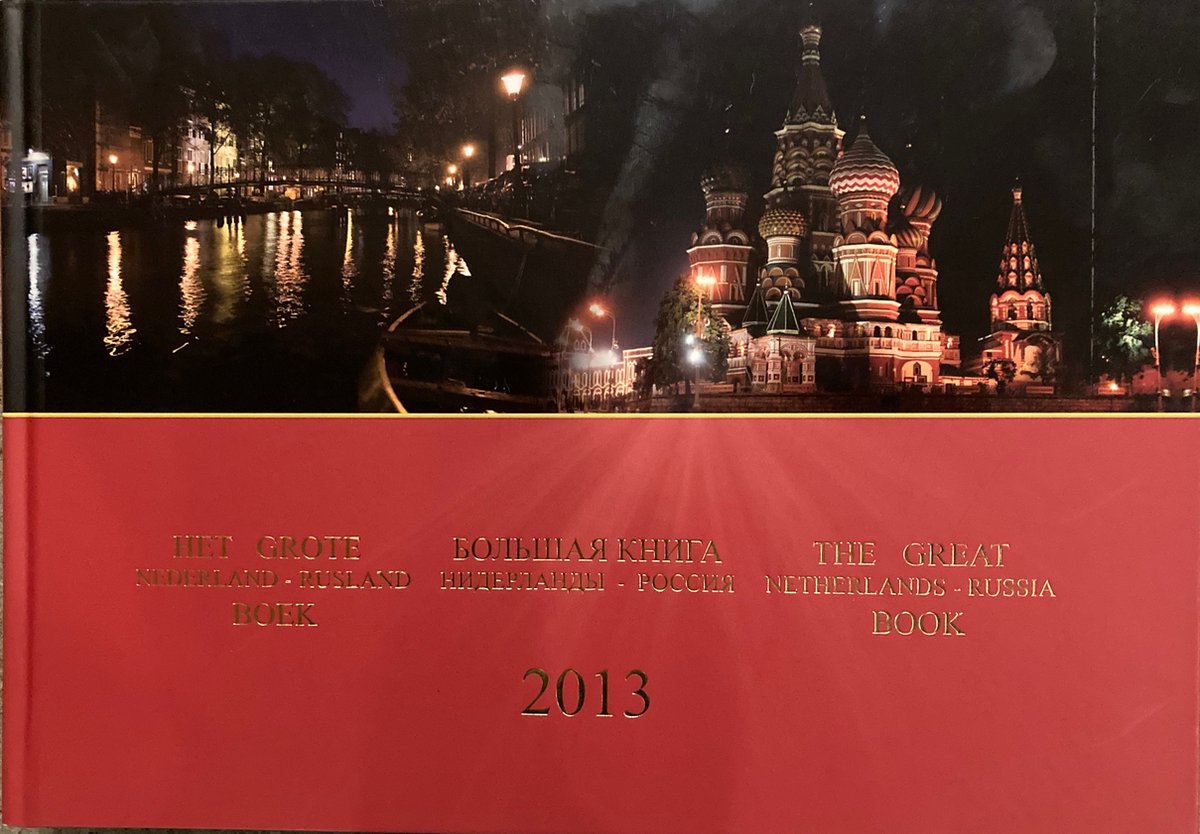 HET GROTE
NEDERLAND - RUSLAND
BOEK
БОЛЬШАЯ КНИГА
НИДЕРЛАНДЫ - РОССИЯ
THE GREAT
NETHERLANDS - RUSSIA
BOOK
2013